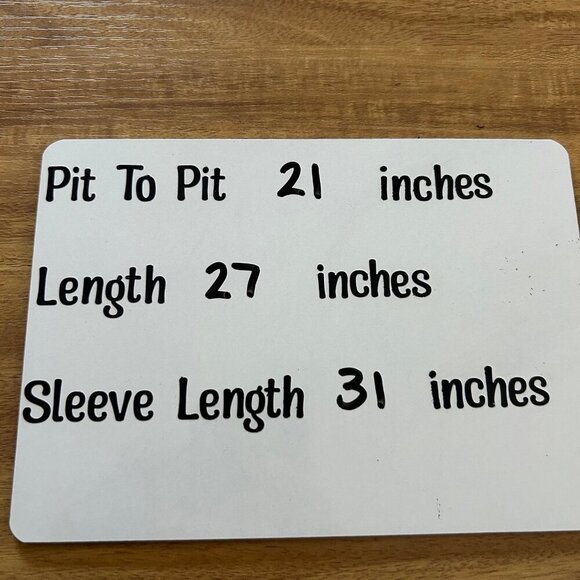 Pit To Pit 21 inches
Length 27 inches
Sleeve Length 31 inches